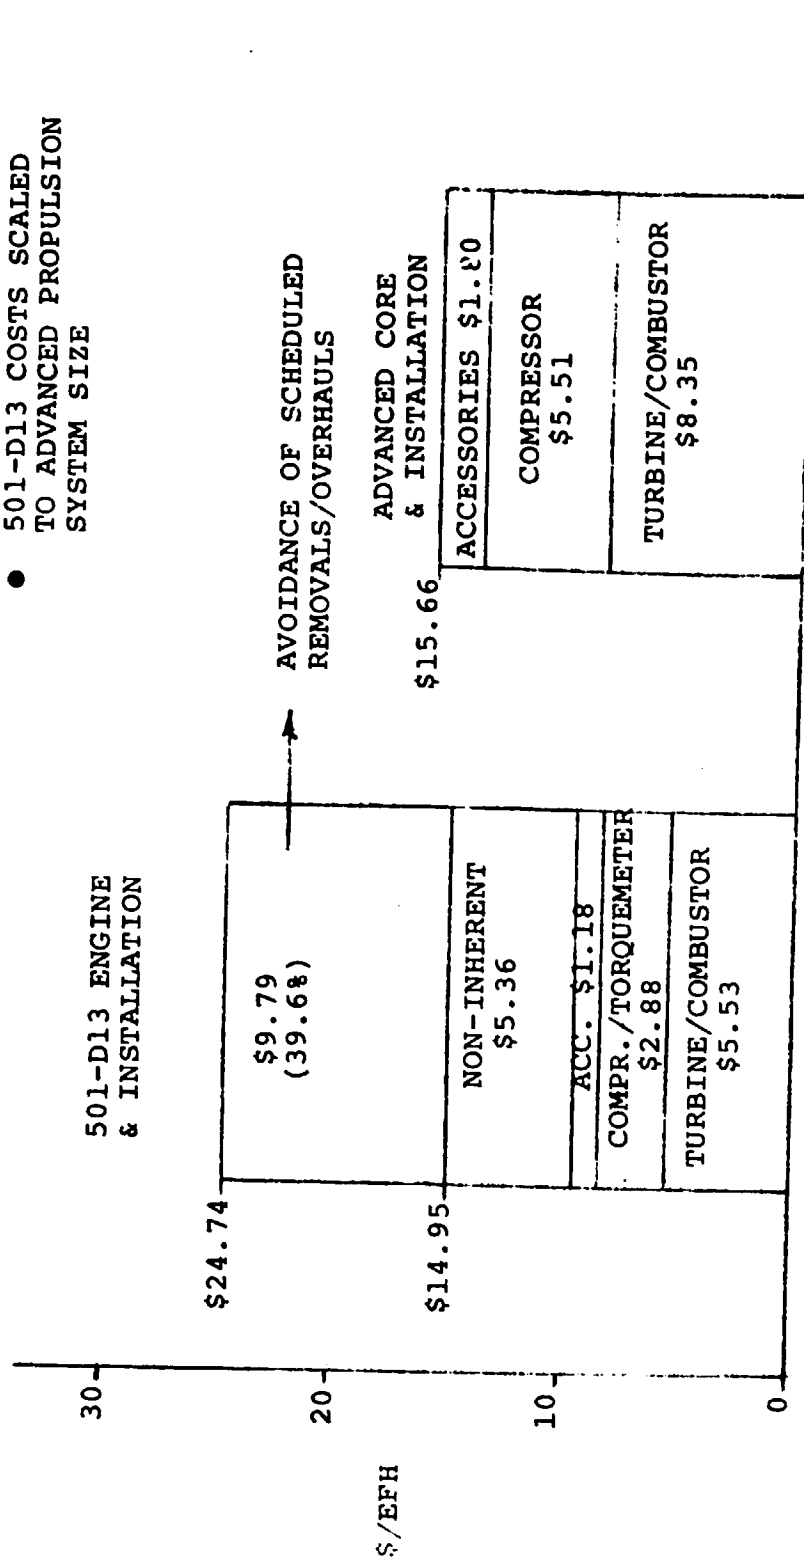 ● 501-D13 COSTS SCALED
TO ADVANCED PROPULSION
SYSTEM SIZE
501-D13 ENGINE
& INSTALLATION
$24.74
$9.79
(39.6%)
AVOIDANCE OF SCHEDULED
REMOVALS/OVERHAULS
$14.95
NON-INHERENT
$5.36
ACC. $1.18
COMPR./TORQUEMETER
$2.88
TURBINE/COMBUSTOR
$5.53
ADVANCED CORE
& INSTALLATION
$15.66
ACCESSORIES $1.80
COMPRESSOR
$5.51
TURBINE/COMBUSTOR
$8.35
30
20
10
0
$/EFH